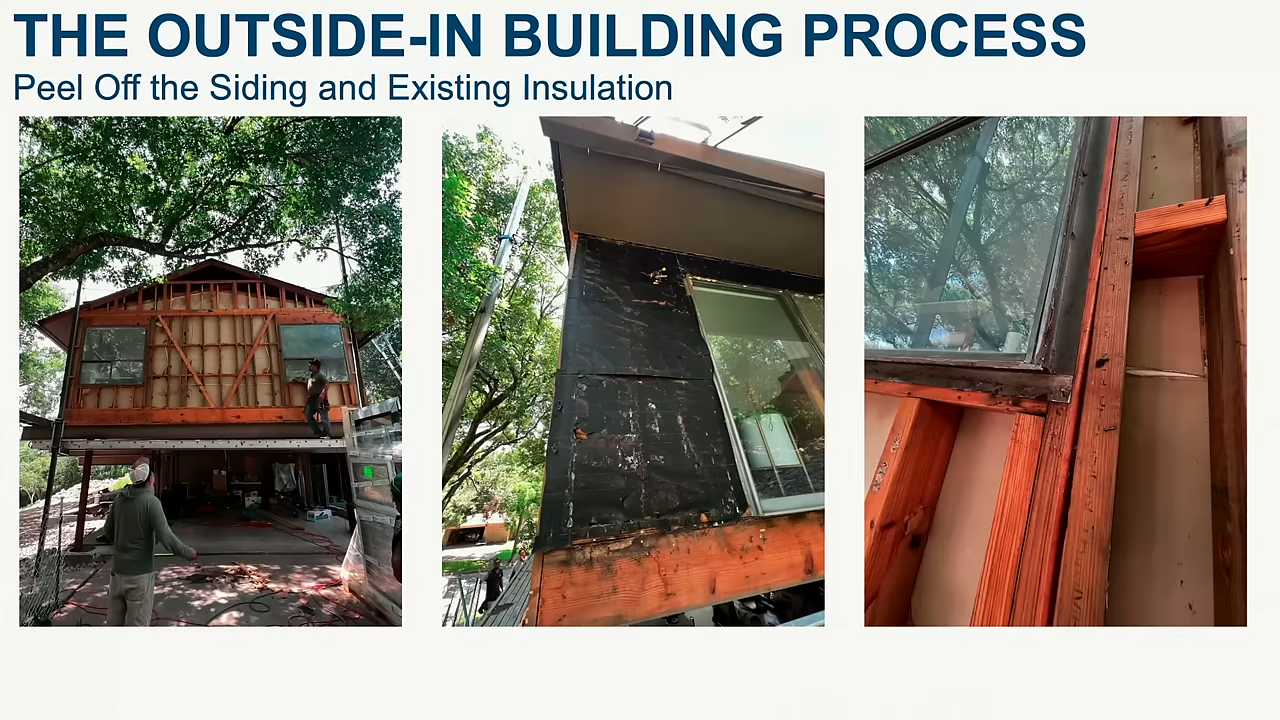 THE OUTSIDE-IN BUILDING PROCESS
Peel Off the Siding and Existing Insulation